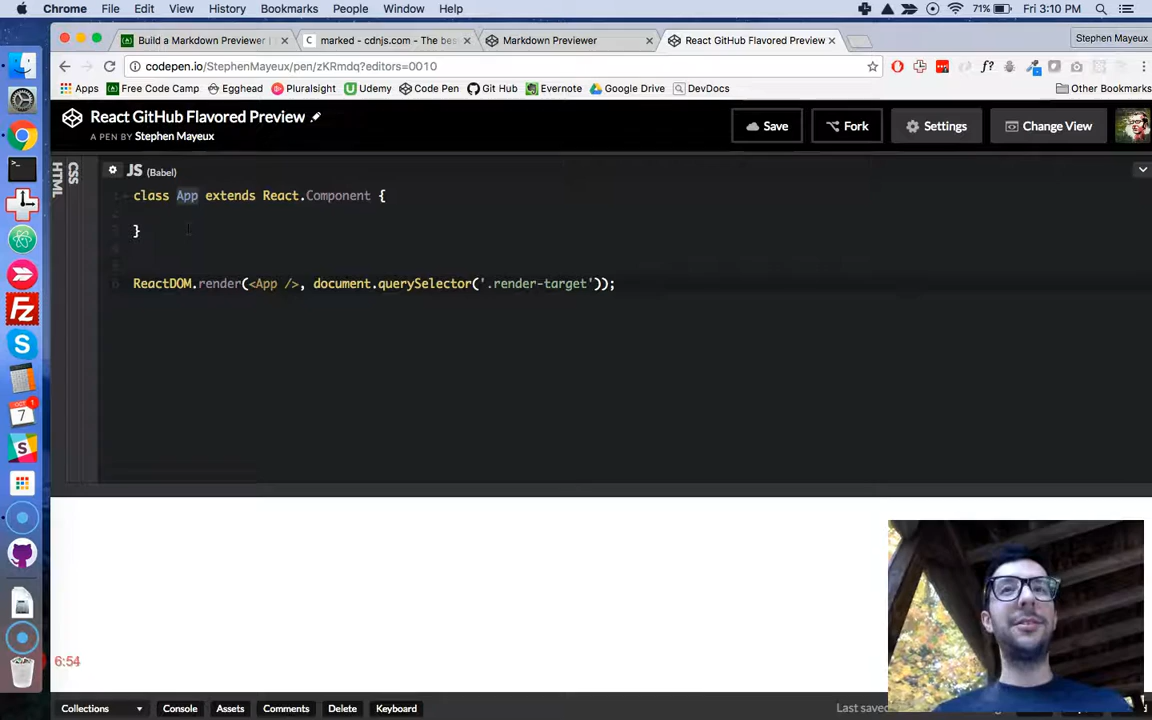 Chrome File Edit View History Bookmarks People Window Help 71% Fri 3:10 PM
Build a Markdown Previewer
marked - cdnjs.com - The bes
Markdown Previewer
React GitHub Flavored Preview
Stephen Mayeux
codepen.io/StephenMayeux/pen/zKRmdq?editors=0010
Apps Free Code Camp Egghead Pluralsight Udemy Code Pen Git Hub Evernote Google Drive DevDocs Other Bookmarks
React GitHub Flavored Preview
A PEN BY Stephen Mayeux
Save Fork Settings Change View
HTML
CSS
JS (Babel)
class App extends React.Component {
}
6 ReactDOM.render(<App />, document.querySelector('.render-target'));
6:54
Collections Console Assets Comments Delete Keyboard Last saved